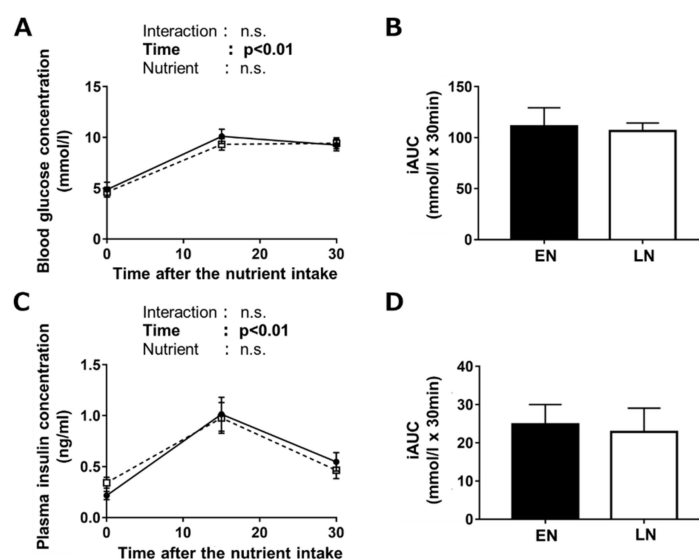 A
Interaction : n.s.
Time : p<0.01
Nutrient : n.s.
Blood glucose concentration
(mmol/l)
15
10
5
0
0 10 20 30
Time after the nutrient intake
B
iAUC
(mmol/l x 30min)
150
100
50
0
EN LN
C
Interaction : n.s.
Time : p<0.01
Nutrient : n.s.
Plasma insulin concentration
(ng/ml)
1.5
1.0
0.5
0.0
0 10 20 30
Time after the nutrient intake
D
iAUC
(mmol/l x 30min)
40
30
20
10
0
EN LN